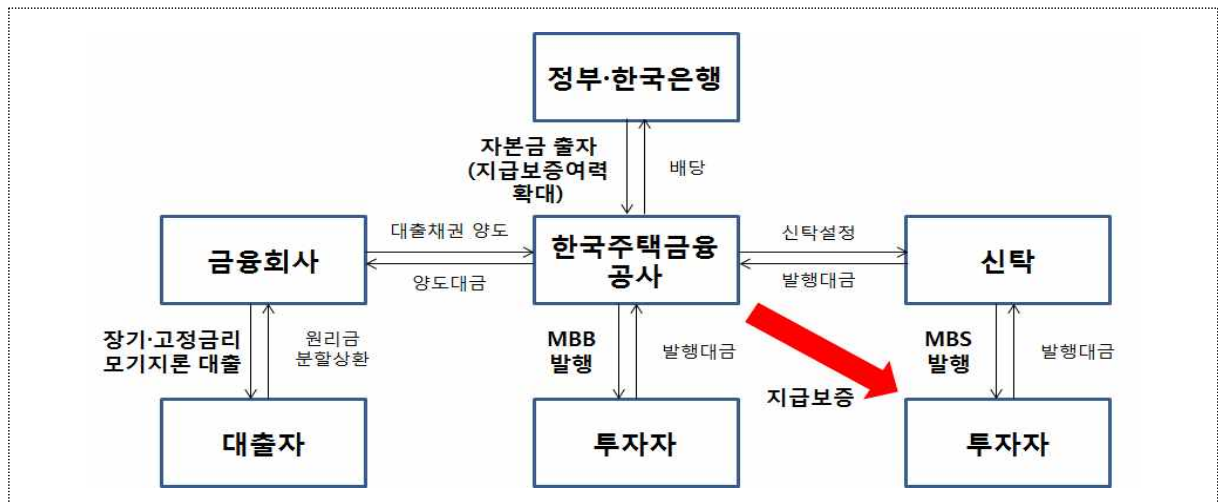 정부·한국은행
자본금 출자
(지급보증여력
확대)
배당
금융회사
대출채권 양도
양도대금
한국주택금융
공사
신탁설정
발행대금
신탁
장기·고정금리
모기지론 대출
원리금
분할상환
MBB
발행
발행대금
지급보증
MBS
발행
발행대금
대출자
투자자
투자자